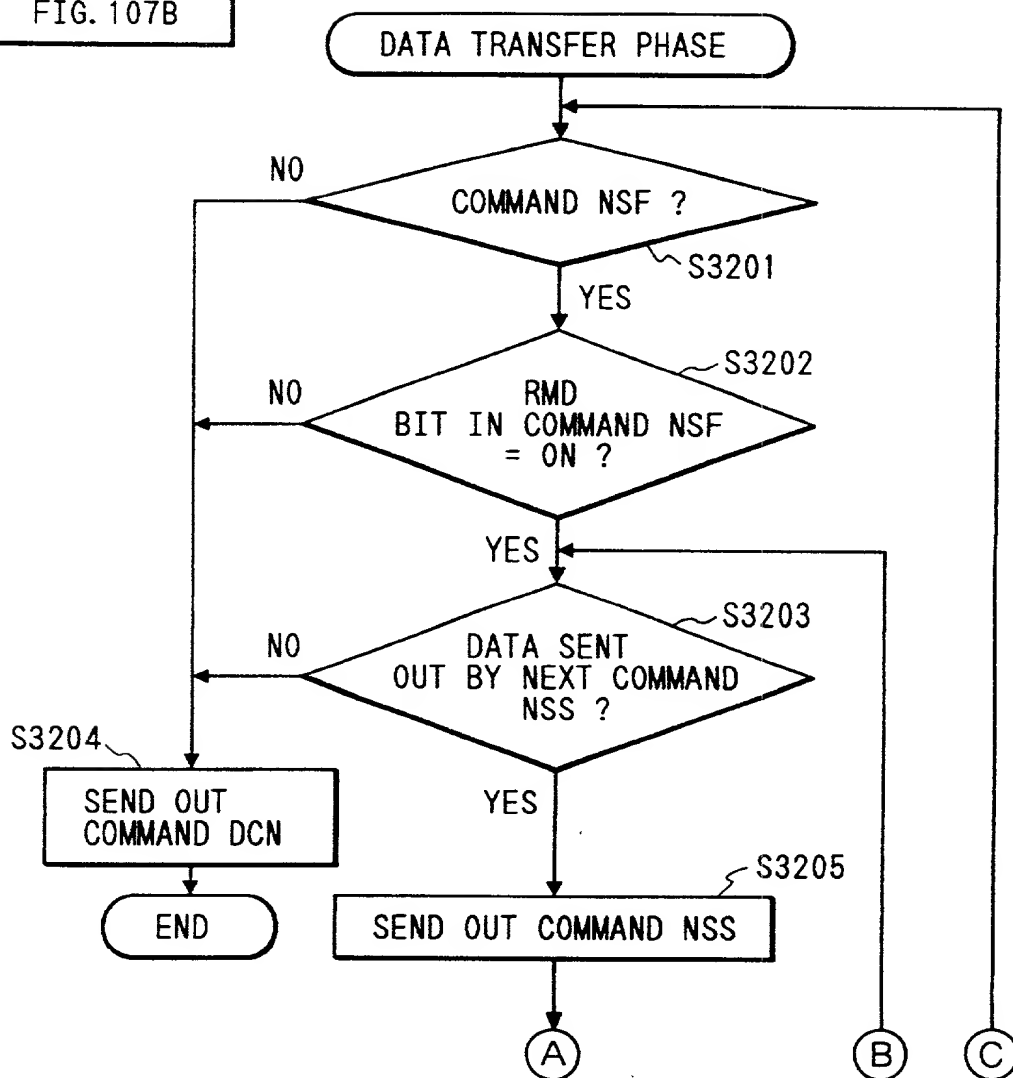 FIG. 107B
DATA TRANSFER PHASE
NO
COMMAND NSF ?
S3201
YES
S3202
NO
RMD
BIT IN COMMAND NSF
= ON ?
YES
S3203
NO
DATA SENT
OUT BY NEXT COMMAND
NSS ?
S3204
YES
SEND OUT
COMMAND DCN
S3205
END
SEND OUT COMMAND NSS
A
B
C